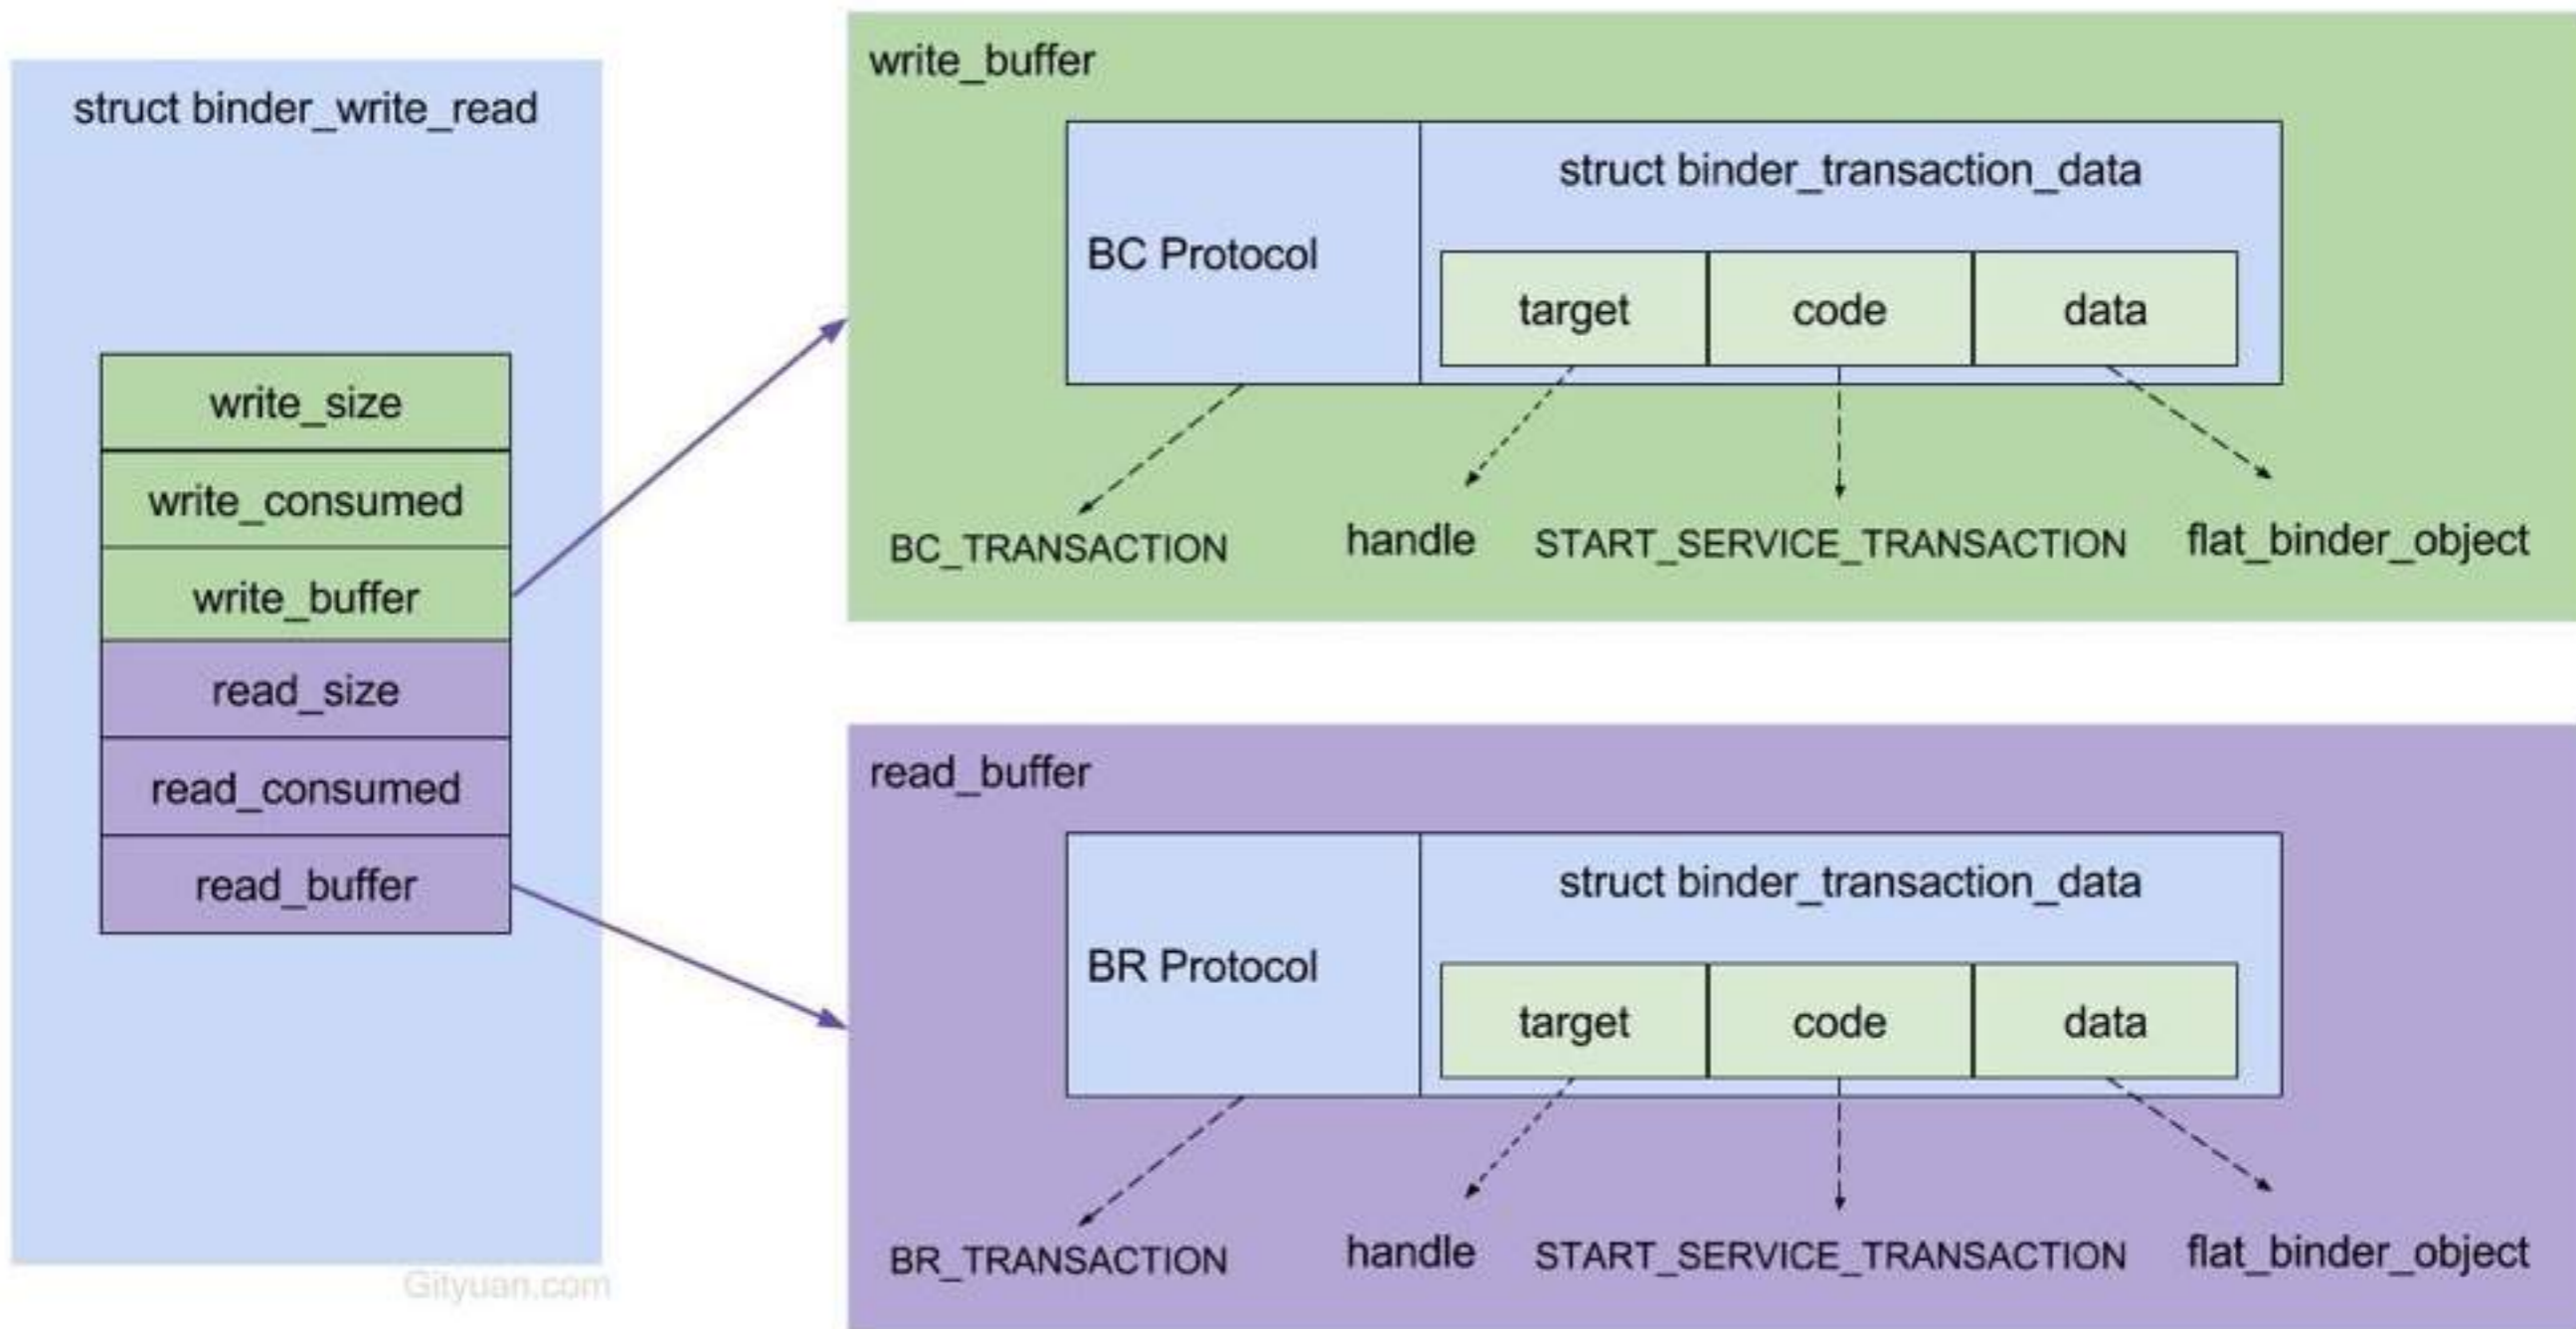 struct binder_write_read
write_size
write_consumed
write_buffer
read_size
read_consumed
read_buffer
Gityuan.com
write_buffer
BC Protocol
struct binder_transaction_data
target
code
data
BC_TRANSACTION
handle
START_SERVICE_TRANSACTION
flat_binder_object
read_buffer
BR Protocol
struct binder_transaction_data
target
code
data
BR_TRANSACTION
handle
START_SERVICE_TRANSACTION
flat_binder_object